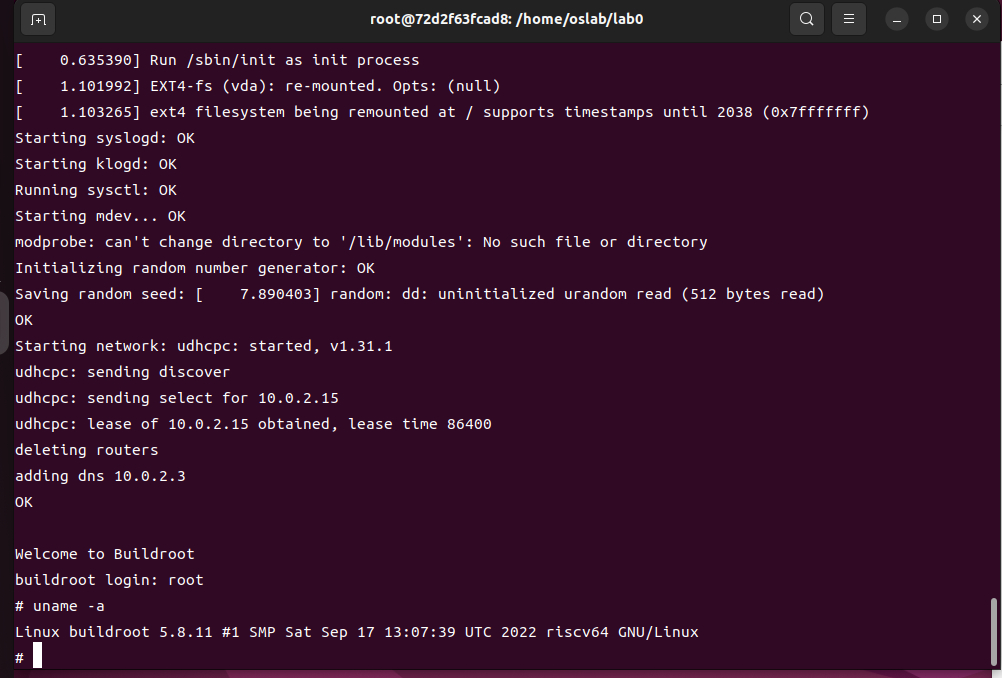 root@72d2f63fcad8: /home/oslab/lab0
[    0.635390] Run /sbin/init as init process
[    1.101992] EXT4-fs (vda): re-mounted. Opts: (null)
[    1.103265] ext4 filesystem being remounted at / supports timestamps until 2038 (0x7fffffff)
Starting syslogd: OK
Starting klogd: OK
Running sysctl: OK
Starting mdev... OK
modprobe: can't change directory to '/lib/modules': No such file or directory
Initializing random number generator: OK
Saving random seed: [    7.890403] random: dd: uninitialized urandom read (512 bytes read)
OK
Starting network: udhcpc: started, v1.31.1
udhcpc: sending discover
udhcpc: sending select for 10.0.2.15
udhcpc: lease of 10.0.2.15 obtained, lease time 86400
deleting routers
adding dns 10.0.2.3
OK
Welcome to Buildroot
buildroot login: root
# uname -a
Linux buildroot 5.8.11 #1 SMP Sat Sep 17 13:07:39 UTC 2022 riscv64 GNU/Linux
#